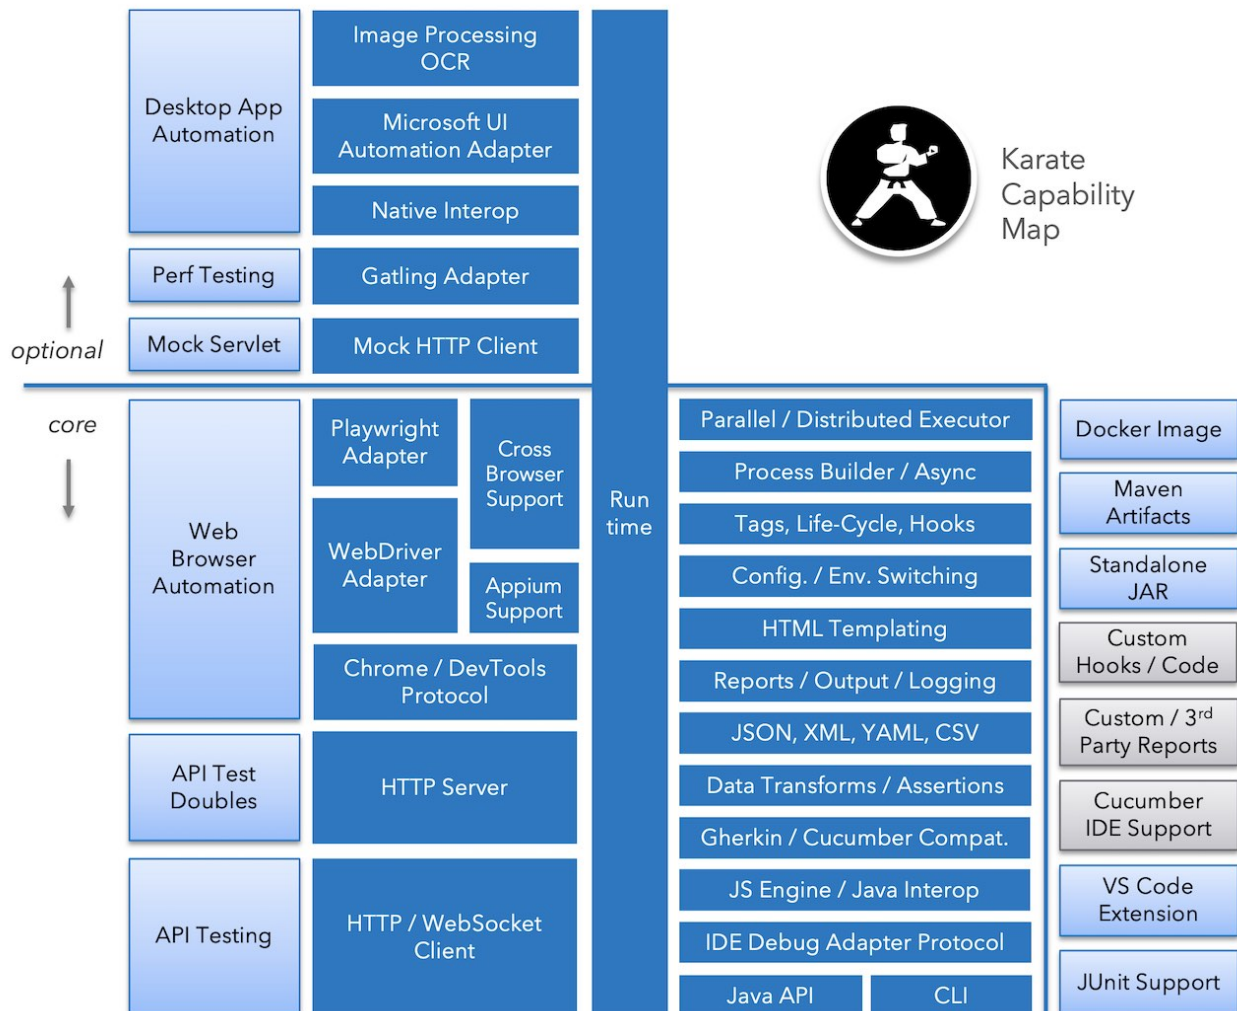 Image Processing
OCR
Desktop App
Automation
Microsoft UI
Automation Adapter
Native Interop
Karate
Capability
Map
Perf Testing
Gatling Adapter
optional
Mock Servlet
Mock HTTP Client
core
Web
Browser
Automation
Playwright
Adapter
Cross
Browser
Support
WebDriver
Adapter
Appium
Support
Chrome / DevTools
Protocol
API Test
Doubles
HTTP Server
API Testing
HTTP / WebSocket
Client
Run
time
Parallel / Distributed Executor
Process Builder / Async
Tags, Life-Cycle, Hooks
Config. / Env. Switching
HTML Templating
Reports / Output / Logging
JSON, XML, YAML, CSV
Data Transforms / Assertions
Gherkin / Cucumber Compat.
JS Engine / Java Interop
IDE Debug Adapter Protocol
Java API
CLI
Docker Image
Maven
Artifacts
Standalone
JAR
Custom
Hooks / Code
Custom / 3rd
Party Reports
Cucumber
IDE Support
VS Code
Extension
JUnit Support